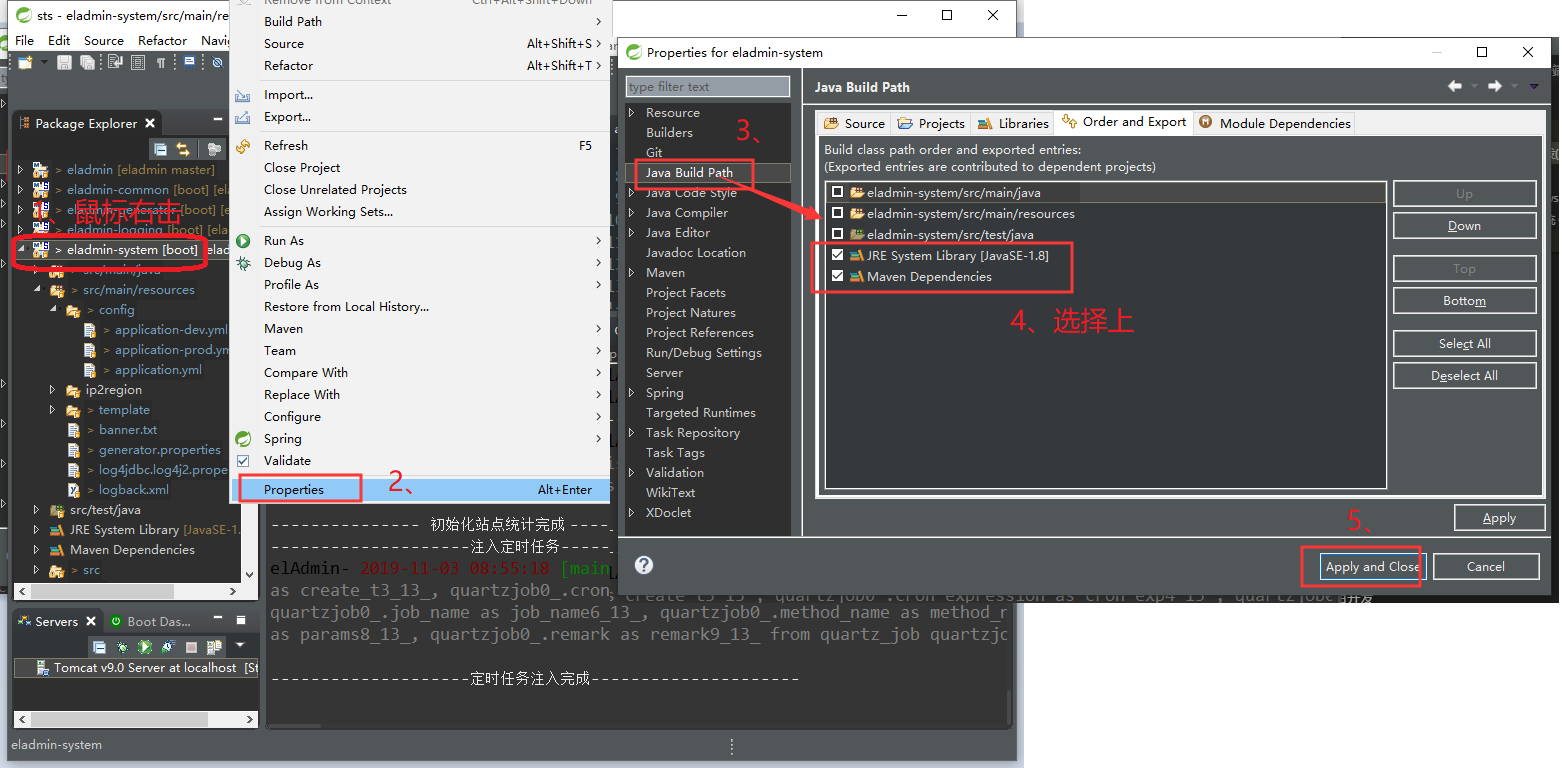 sts - eladmin-system/src/main/re
File Edit Source Refactor Navi
Package Explorer
> eladmin [eladmin master]
> eladmin-common [boot] [ela
> eladmin-generator [boot] [ela
> eladmin-logging [boot] [elac
> eladmin-system [boot] [elad
1、鼠标右击
> src/main/java
> src/main/resources
> config
> application-dev.yml
> application-prod.ym
> application.yml
ip2region
> template
> banner.txt
> generator.properties
> log4jdbc.log4j2.prope
> logback.xml
src/test/java
JRE System Library [JavaSE-1.
Maven Dependencies
> src
Servers
Boot Das...
Tomcat v9.0 Server at localhost [St
eladmin-system
Remove from Context Ctrl+Alt+Shift+Down
Build Path
Source Alt+Shift+S
Refactor Alt+Shift+T
Import...
Export...
Refresh F5
Close Project
Close Unrelated Projects
Assign Working Sets...
Run As
Debug As
Profile As
Restore from Local History...
Maven
Team
Compare With
Replace With
Configure
Spring
Validate
Properties Alt+Enter
2、
--------------- 初始化站点统计完成 ----
--------------------注入定时任务-----
elAdmin- 2019-11-03 08:55:18 [main
as create_t3_13_, quartzjob0_.cron_expression as cron_exp4_13_, quartzjob0
quartzjob0_.job_name as job_name6_13_, quartzjob0_.method_name as method_n
as params8_13_, quartzjob0_.remark as remark9_13_ from quartz_job quartzjo
--------------------定时任务注入完成---------------------
Properties for eladmin-system
type filter text
Resource
Builders
Git
Java Build Path
Java Code Style
Java Compiler
Java Editor
Javadoc Location
Maven
Project Facets
Project Natures
Project References
Run/Debug Settings
Server
Spring
Targeted Runtimes
Task Repository
Task Tags
Validation
WikiText
XDoclet
3、
Java Build Path
Source Projects Libraries Order and Export Module Dependencies
Build class path order and exported entries:
(Exported entries are contributed to dependent projects)
eladmin-system/src/main/java
eladmin-system/src/main/resources
eladmin-system/src/test/java
JRE System Library [JavaSE-1.8]
Maven Dependencies
4、选择上
Up
Down
Top
Bottom
Select All
Deselect All
Apply
5、
Apply and Close
Cancel